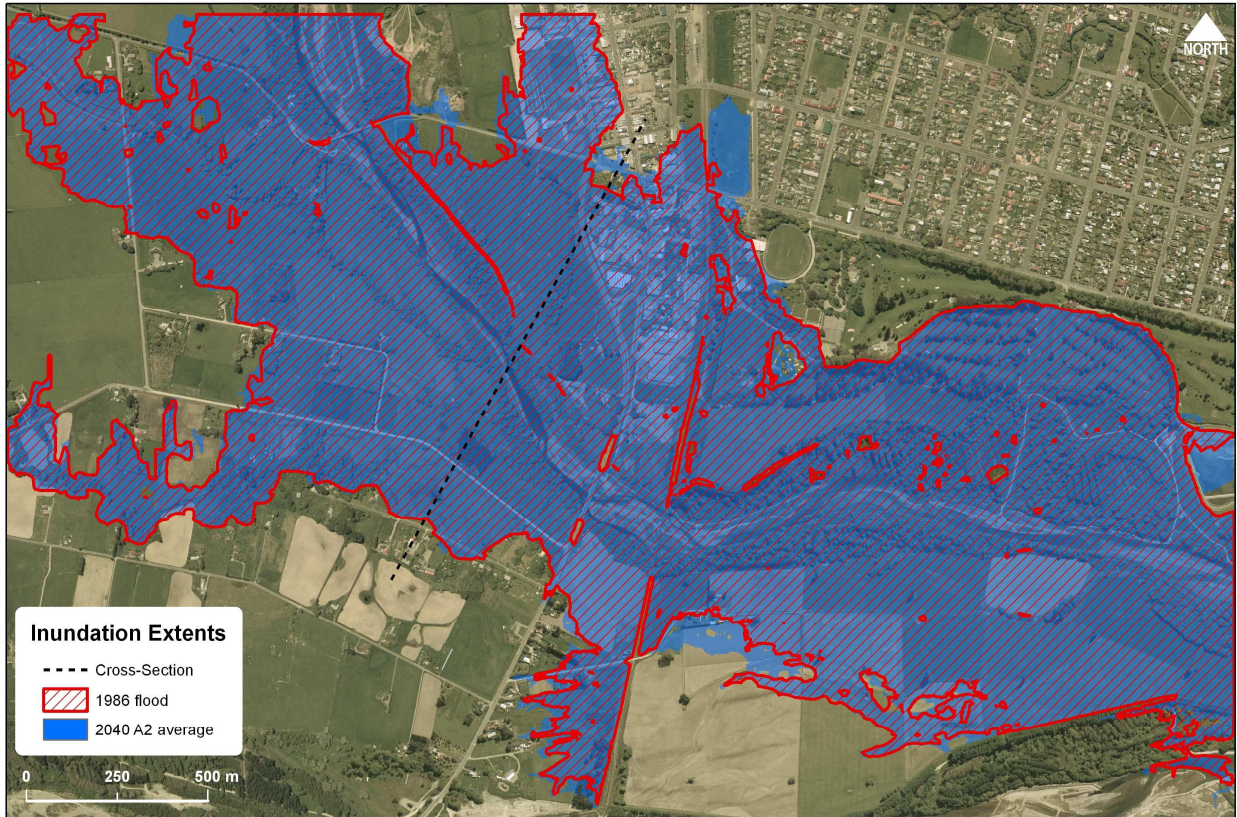 NORTH
Inundation Extents
Cross-Section
1986 flood
2040 A2 average
0 250 500 m